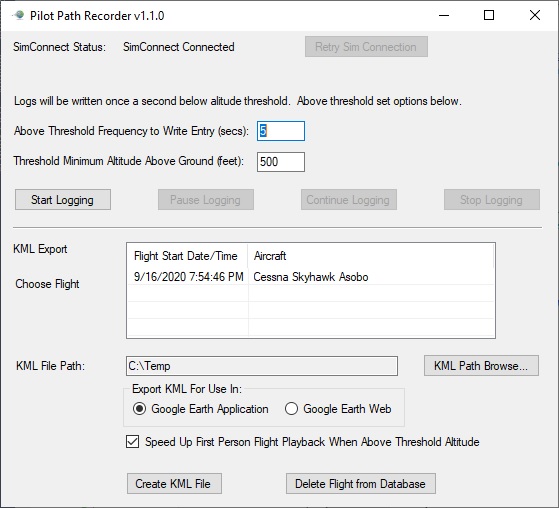 Pilot Path Recorder v1.1.0
SimConnect Status: SimConnect Connected Retry Sim Connection
Logs will be written once a second below alitude threshold. Above threshold set options below.
Above Threshold Frequency to Write Entry (secs): 5
Threshold Minimum Altitude Above Ground (feet): 500
Start Logging Pause Logging Continue Logging Stop Logging
KML Export
Flight Start Date/Time Aircraft
Choose Flight
9/16/2020 7:54:46 PM Cessna Skyhawk Asobo
KML File Path: C:\Temp KML Path Browse...
Export KML For Use In:
Google Earth Application Google Earth Web
Speed Up First Person Flight Playback When Above Threshold Altitude
Create KML File Delete Flight from Database